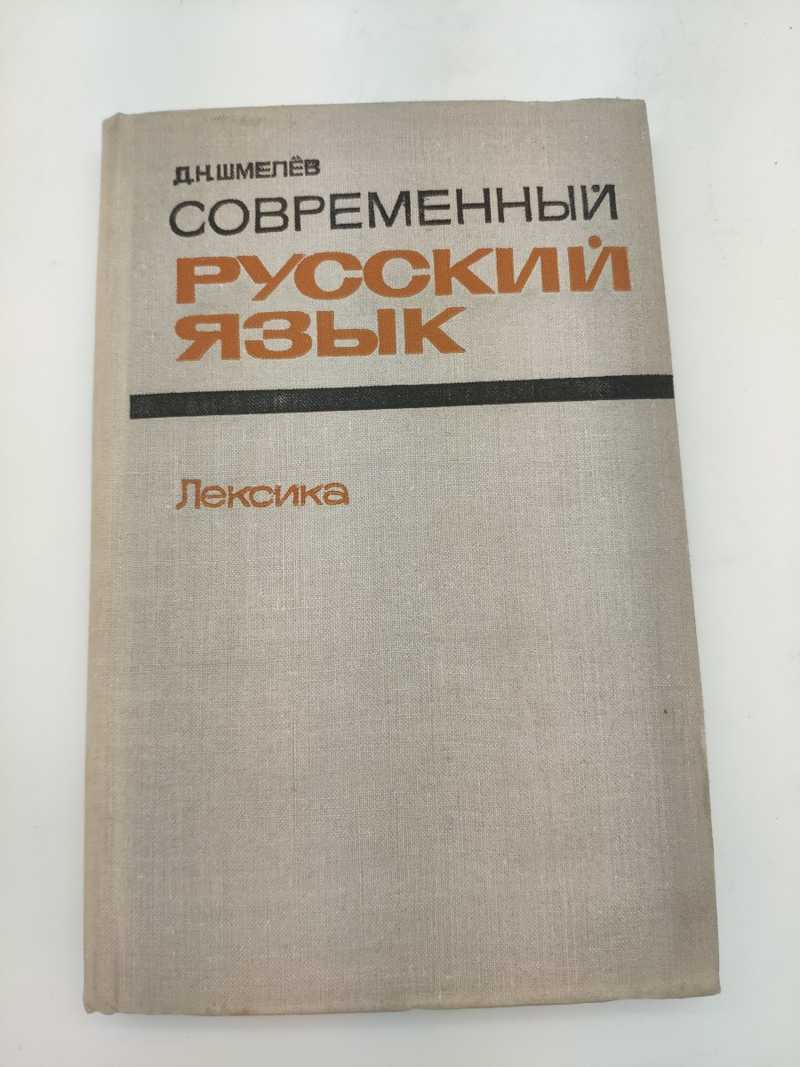 Д.Н.ШМЕЛЁВ
СОВРЕМЕННЫЙ
РУССКИЙ
ЯЗЫК
Лексика